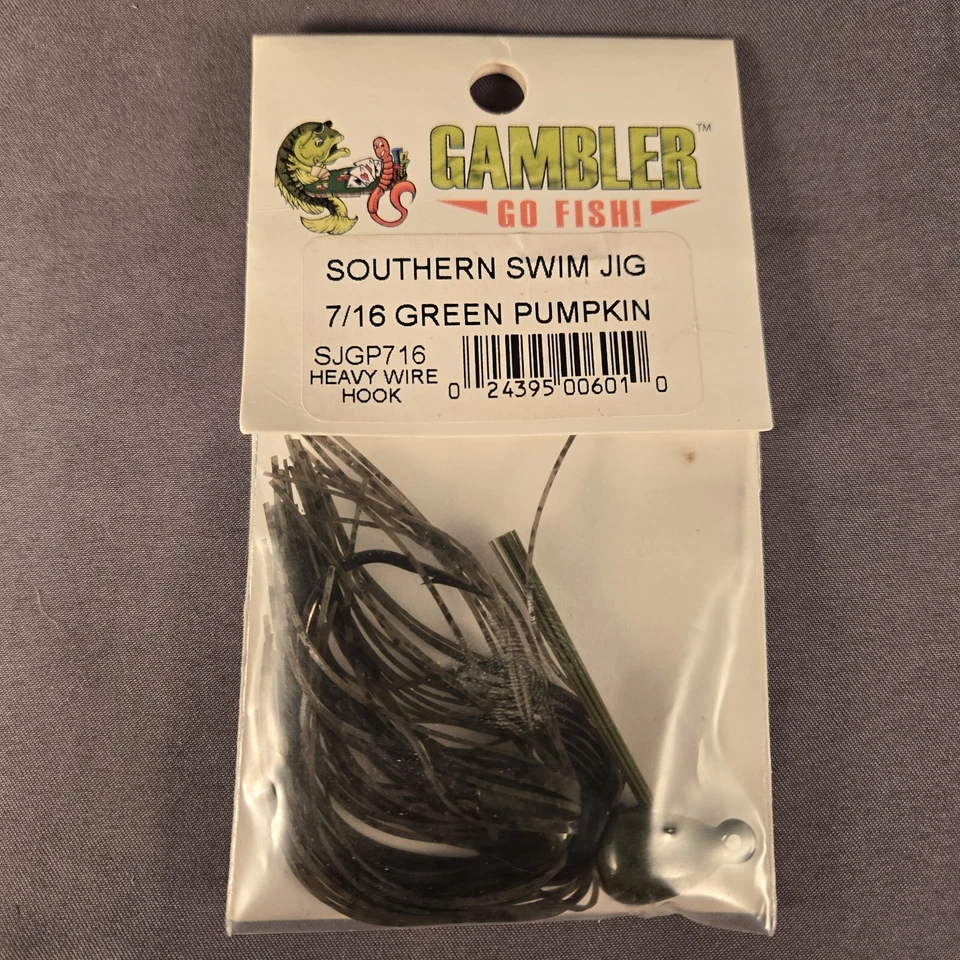 GAMBLER™
GO FISH!
SOUTHERN SWIM JIG
7/16 GREEN PUMPKIN
SJGP716
HEAVY WIRE
HOOK
0 24395 00601 0